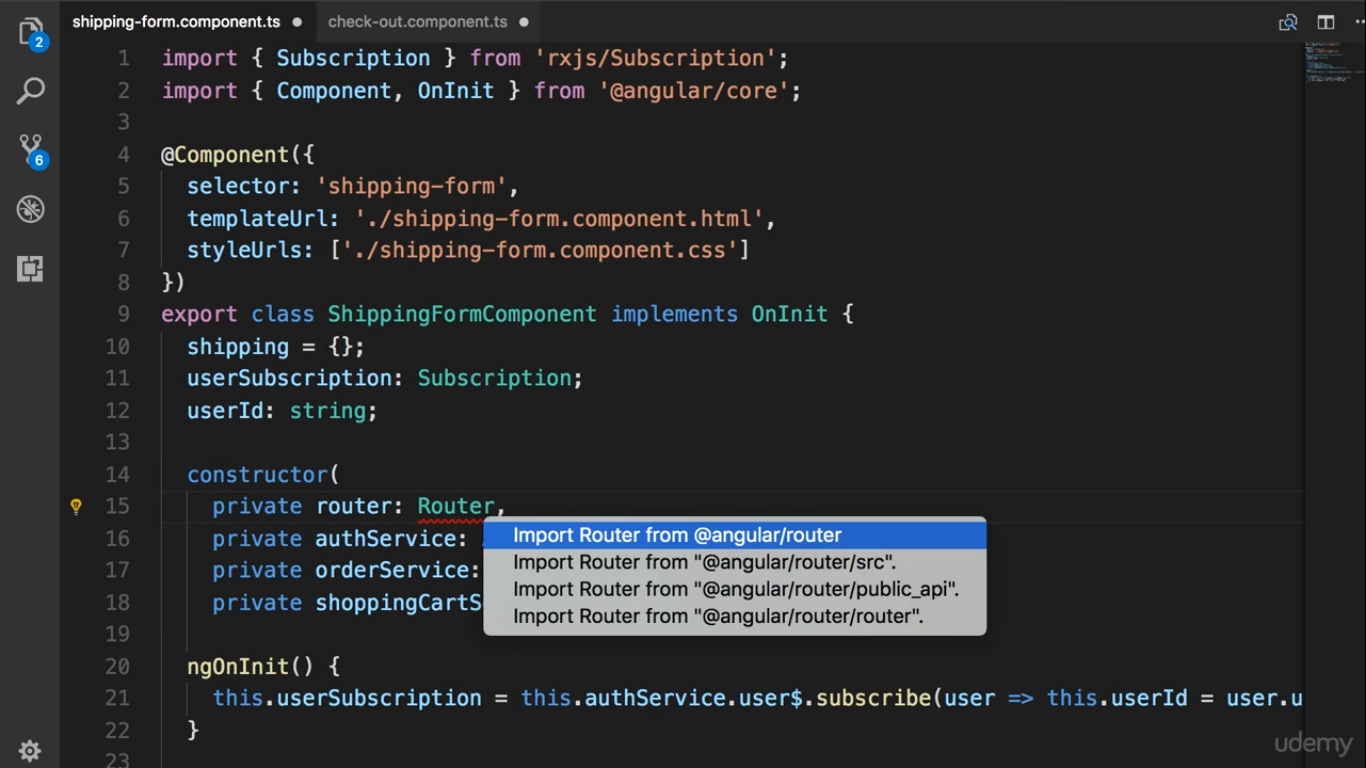 shipping-form.component.ts
check-out.component.ts
2
6
1 import { Subscription } from 'rxjs/Subscription';
2 import { Component, OnInit } from '@angular/core';
3
4 @Component({
5 selector: 'shipping-form',
6 templateUrl: './shipping-form.component.html',
7 styleUrls: ['./shipping-form.component.css']
8 })
9 export class ShippingFormComponent implements OnInit {
10 shipping = {};
11 userSubscription: Subscription;
12 userId: string;
13
14 constructor(
15 private router: Router,
16 private authService:
17 private orderService:
18 private shoppingCartS
19
20 ngOnInit() {
21 this.userSubscription = this.authService.user$.subscribe(user => this.userId = user.u
22 }
23
Import Router from @angular/router
Import Router from "@angular/router/src".
Import Router from "@angular/router/public_api".
Import Router from "@angular/router/router".
udemy